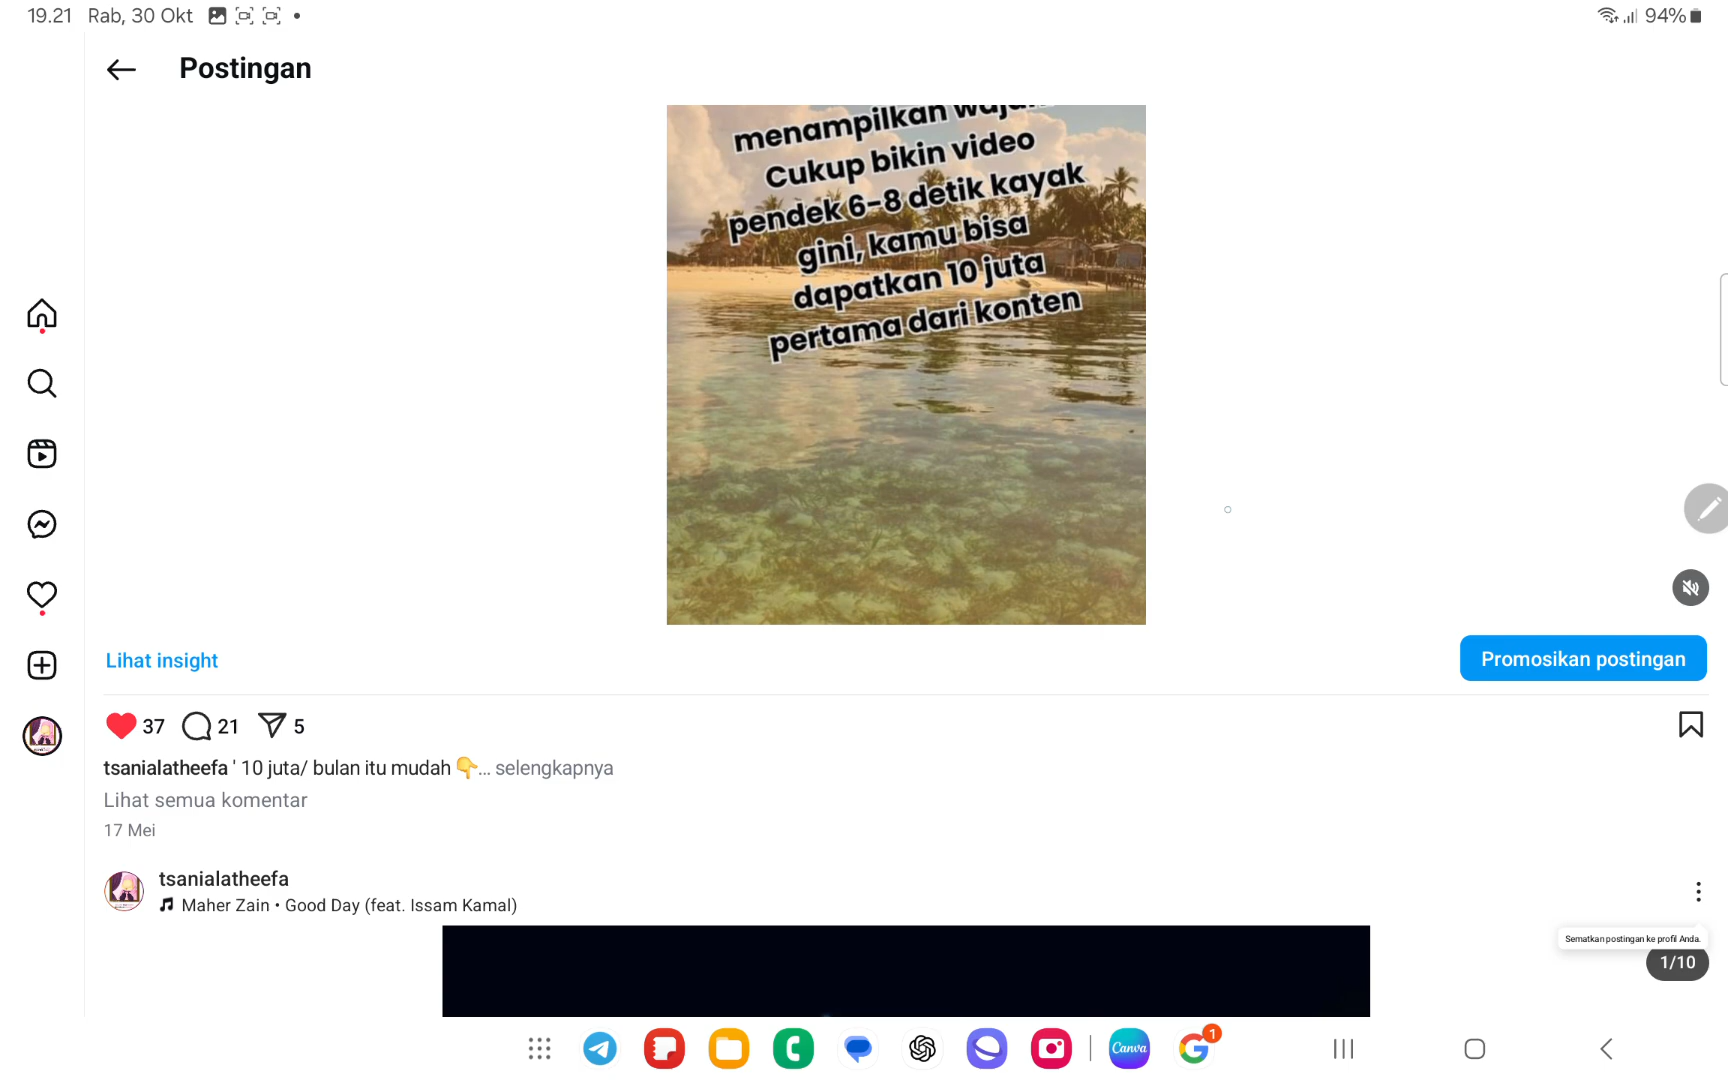 19.21 Rab, 30 Okt
94%
Postingan
menampilkan
Cukup bikin video
pendek 6-8 detik kayak
gini, kamu bisa
dapatkan 10 juta
pertama dari konten
Lihat insight
Promosikan postingan
37 21 5
tsanialatheefa ' 10 juta/ bulan itu mudah 👇... selengkapnya
Lihat semua komentar
17 Mei
tsanialatheefa
Maher Zain • Good Day (feat. Issam Kamal)
Sematkan postingan ke profil Anda.
1/10
Canva
1